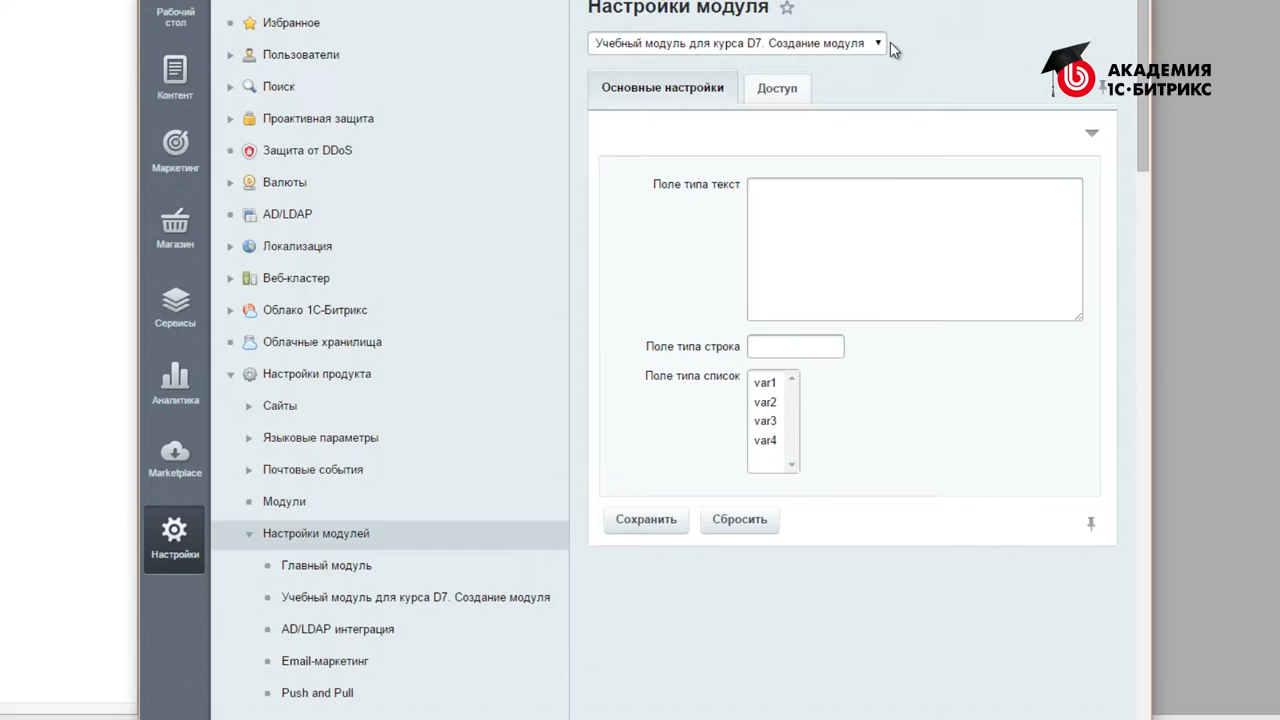 Рабочий
стол
Контент
Маркетинг
Магазин
Сервисы
Аналитика
Marketplace
Настройки
Избранное
Пользователи
Поиск
Проактивная защита
Защита от DDoS
Валюты
AD/LDAP
Локализация
Веб-кластер
Облако 1С-Битрикс
Облачные хранилища
Настройки продукта
Сайты
Языковые параметры
Почтовые события
Модули
Настройки модулей
Главный модуль
Учебный модуль для курса D7. Создание модуля
AD/LDAP интеграция
Email-маркетинг
Push and Pull
Настройки модуля
Учебный модуль для курса D7. Создание модуля
Основные настройки
Доступ
Поле типа текст
Поле типа строка
Поле типа список
var1
var2
var3
var4
Сохранить
Сбросить
АКАДЕМИЯ
1С·БИТРИКС